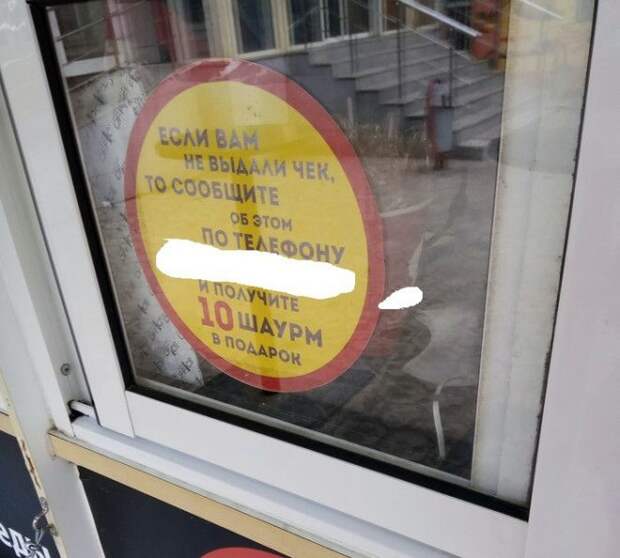 ЕСЛИ ВАМ
НЕ ВЫДАЛИ ЧЕК,
ТО СООБЩИТЕ
ОБ ЭТОМ
ПО ТЕЛЕФОНУ
И ПОЛУЧИТЕ
10 ШАУРМ
В ПОДАРОК